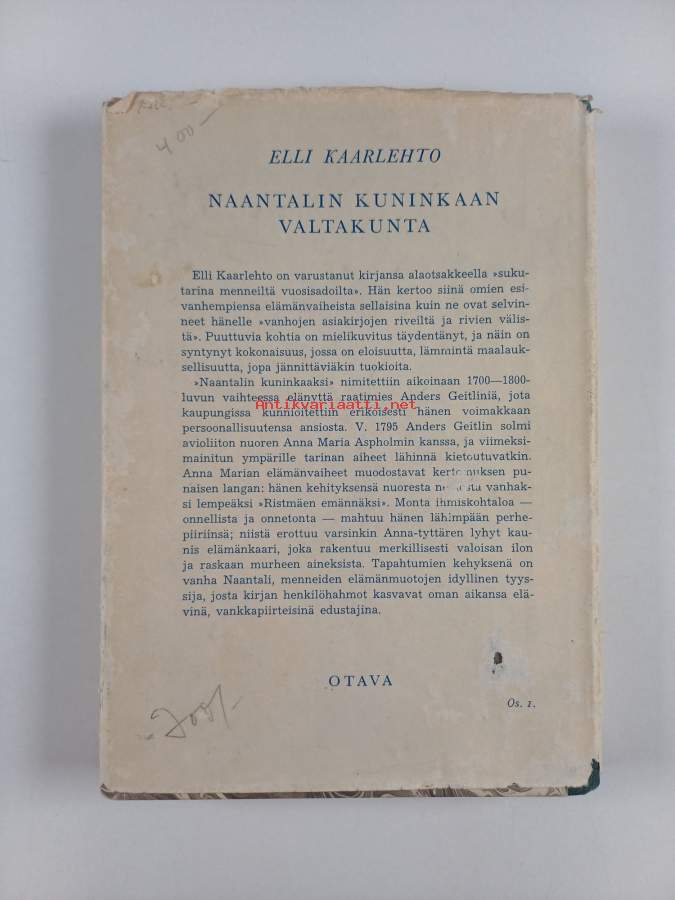 400 —
ELLI KAARLEHTO
NAANTALIN KUNINKAAN
VALTAKUNTA
Elli Kaarlehto on varustanut kirjansa alaotsakkeella »suku-
tarina menneiltä vuosisadoilta». Hän kertoo siinä omien esi-
vanhempiensa elämänvaiheista sellaisina kuin ne ovat selvin-
neet hänelle »vanhojen asiakirjojen riveiltä ja rivien välis-
tä». Puuttuvia kohtia on mielikuvitus täydentänyt, ja näin on
syntynyt kokonaisuus, jossa on eloisuutta, lämmintä maalauk-
sellisuutta, jopa jännittäviäkin tuokioita.
»Naantalin kuninkaaksi» nimitettiin aikoinaan 1700—1800-
luvun vaihteessa elänyttä raatimies Anders Geitliniä, jota
Antikvariaatti.net
kaupungissa kunnioitettiin erikoisesti hänen voimakkaan
persoonallisuutensa ansiosta. V. 1795 Anders Geitlin solmi
avioliiton nuoren Anna Maria Aspholmin kanssa, ja viimeksi-
mainitun ympärille tarinan aiheet lähinnä kietoutuvatkin.
Anna Marian elämänvaiheet muodostavat kertomuksen pu-
naisen langan: hänen kehityksensä nuoresta vanhak-
si lempeäksi »Ristmäen emännäksi». Monta ihmiskohtaloa —
onnellista ja onnetonta — mahtuu hänen lähimpään perhe-
piiriinsä; niistä erottuu varsinkin Anna-tyttären lyhyt kau-
nis elämänkaari, joka rakentuu merkillisesti valoisan ilon
ja raskaan murheen aineksista. Tapahtumien kehyksenä on
vanha Naantali, menneiden elämänmuotojen idyllinen tyys-
sija, josta kirjan henkilöhahmot kasvavat oman aikansa elä-
vinä, vankkapiirteisinä edustajina.
OTAVA
Os. 1.